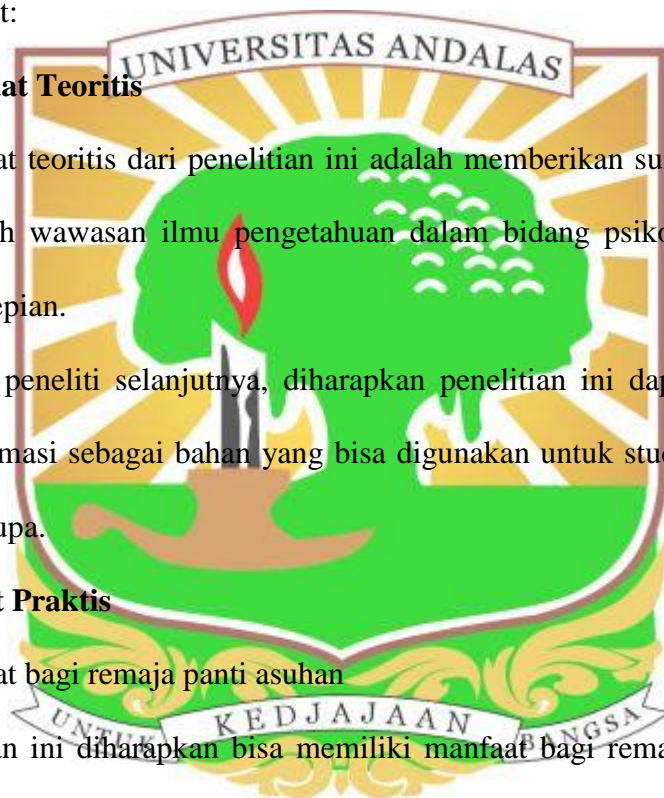 t:
UNIVERSITAS ANDALAS
at Teoritis
at teoritis dari penelitian ini adalah memberikan su
h wawasan ilmu pengetahuan dalam bidang psiko
epian.
peneliti selanjutnya, diharapkan penelitian ini dap
masi sebagai bahan yang bisa digunakan untuk stud
upa.
t Praktis
at bagi remaja panti asuhan
UNTUK KEDJAJAAN BANGSA
an ini diharapkan bisa memiliki manfaat bagi rema